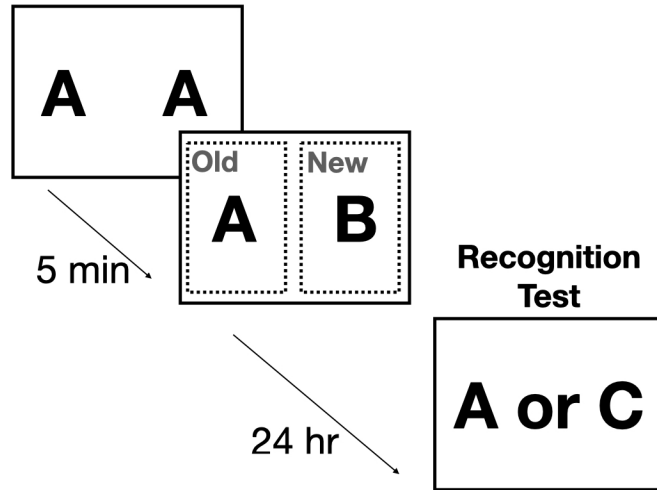 A A
Old New
A B
5 min
Recognition
Test
A or C
24 hr